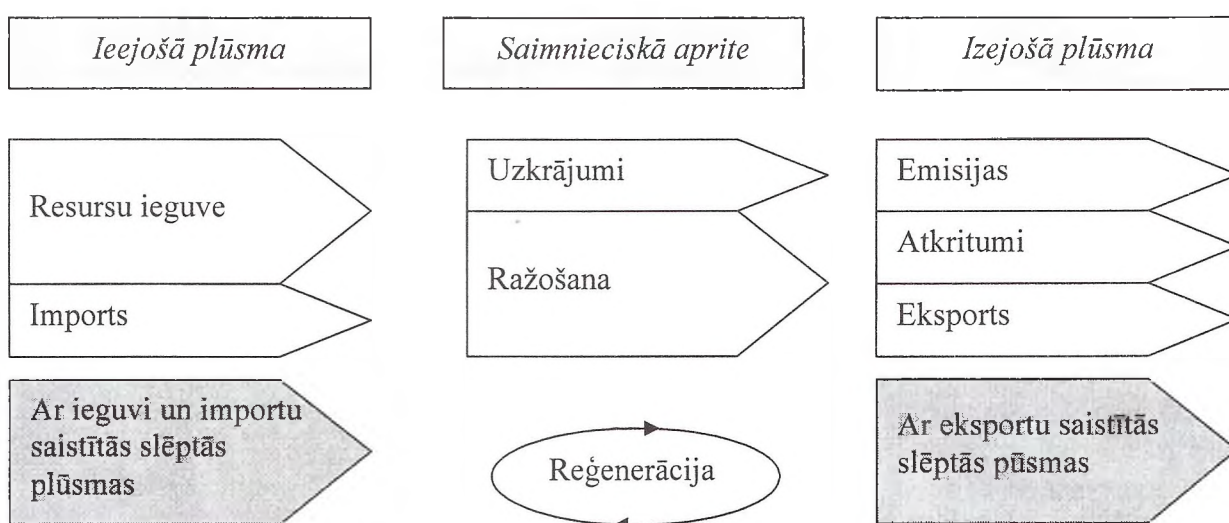 Ieejošā plūsma
Saimnieciskā aprite
Izejošā plūsma
Resursu ieguve
Imports
Ar ieguvi un importu
saistītās slēptās
plūsmas
Uzkrājumi
Ražošana
Reģenerācija
Emisijas
Atkritumi
Eksports
Ar eksportu saistītās
slēptās pūsmas